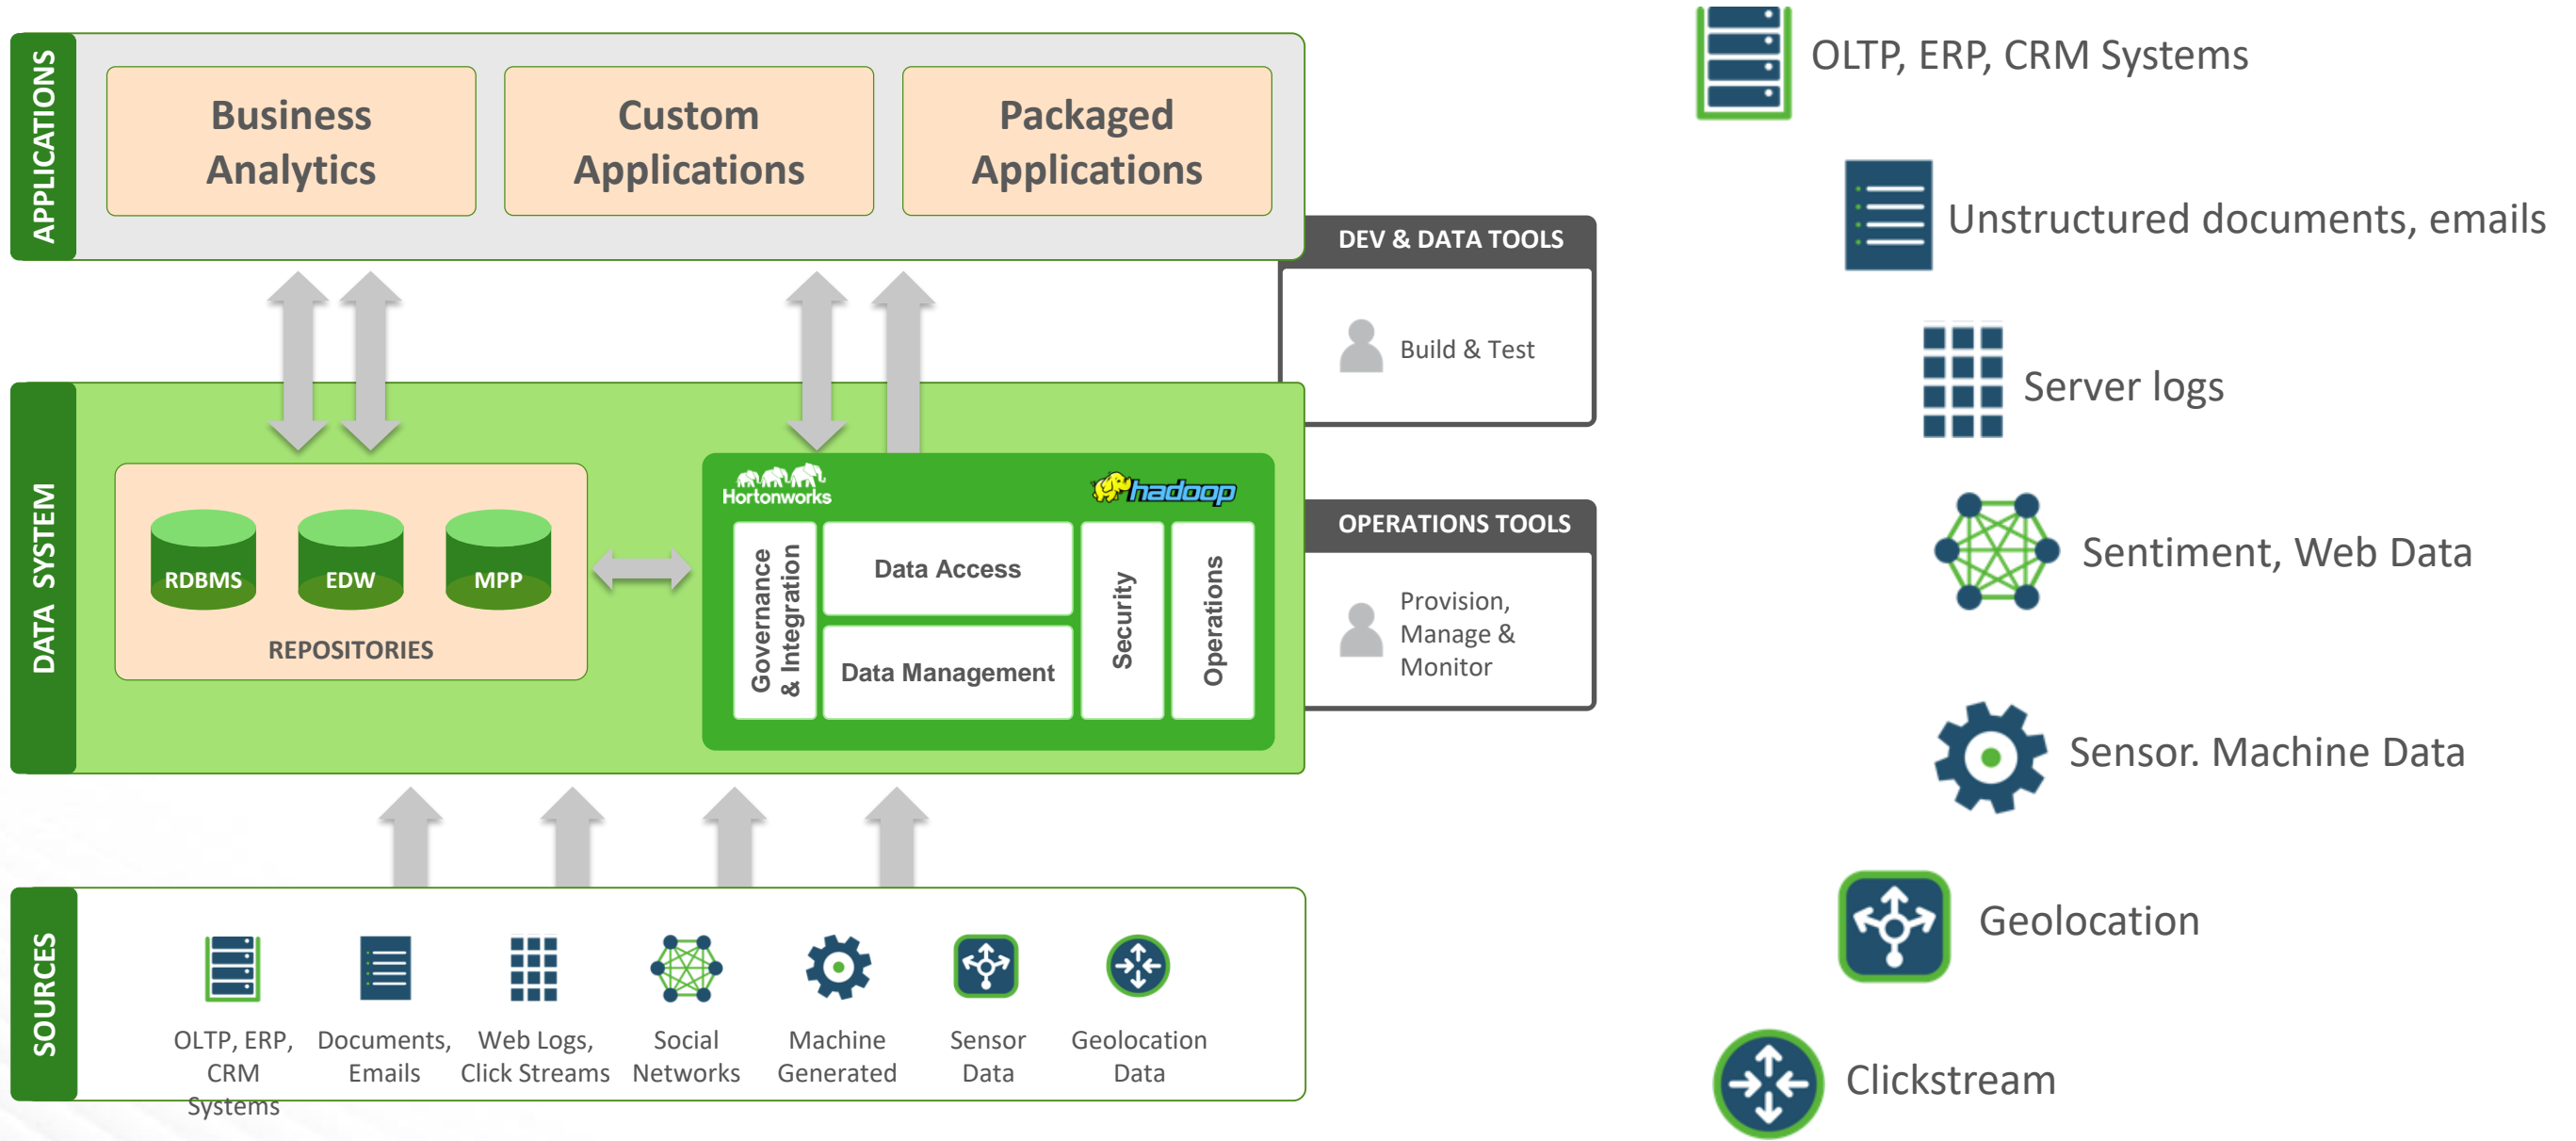 APPLICATIONS
Business
Analytics
Custom
Applications
Packaged
Applications
DEV & DATA TOOLS
Build & Test
DATA SYSTEM
RDBMS
EDW
MPP
REPOSITORIES
Hortonworks
hadoop
Governance
& Integration
Data Access
Data Management
Security
Operations
OPERATIONS TOOLS
Provision,
Manage &
Monitor
SOURCES
OLTP, ERP,
CRM
Systems
Documents,
Emails
Web Logs,
Click Streams
Social
Networks
Machine
Generated
Sensor
Data
Geolocation
Data
OLTP, ERP, CRM Systems
Unstructured documents, emails
Server logs
Sentiment, Web Data
Sensor. Machine Data
Geolocation
Clickstream